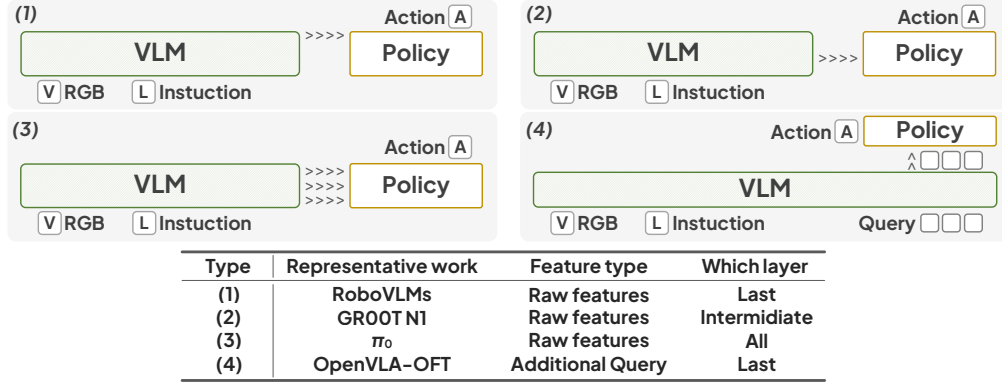 (1)
Action A
VLM >>>> Policy
V RGB L Instuction
(2)
Action A
VLM >>>> Policy
V RGB L Instuction
(3)
Action A
>>>>
VLM >>>> Policy
>>>>
V RGB L Instuction
(4)
Action A Policy
VLM
V RGB L Instuction Query
Type Representative work Feature type Which layer
(1) RoboVLMs Raw features Last
(2) GR00T N1 Raw features Intermidiate
(3) π₀ Raw features All
(4) OpenVLA-OFT Additional Query Last